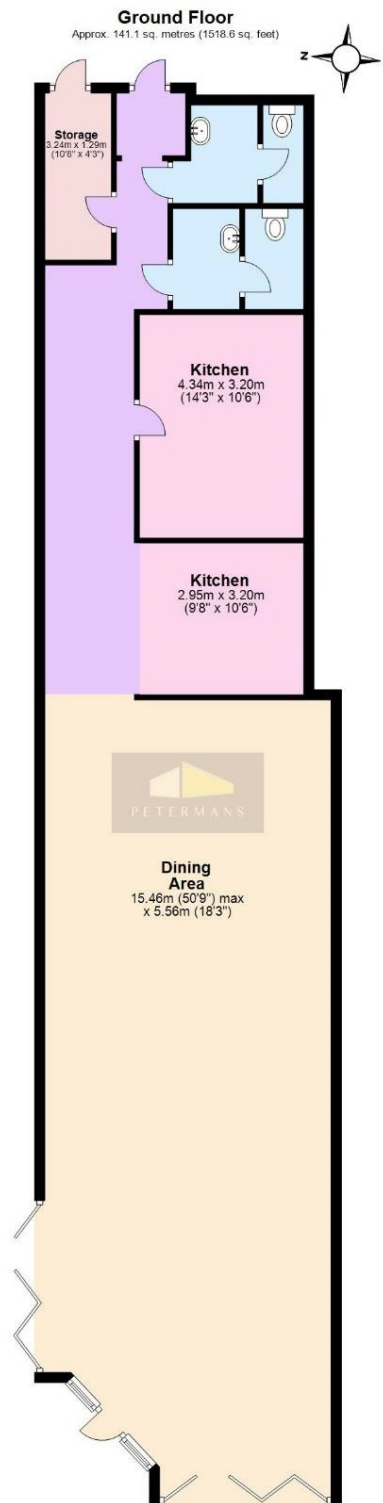 Ground Floor
Approx. 141.1 sq. metres (1518.6 sq. feet)
Z
Storage
3.24m x 1.29m
(10'8" x 4'3")
Kitchen
4.34m x 3.20m
(14'3" x 10'6")
Kitchen
2.95m x 3.20m
(9'8" x 10'6")
PETERMANS
Dining
Area
15.46m (50'9") max
x 5.56m (18'3")